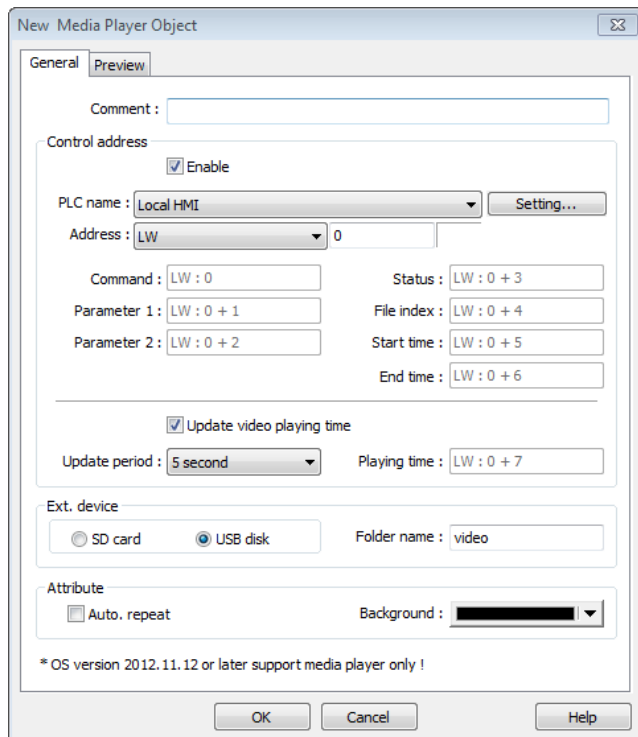 New Media Player Object
General Preview
Comment :
Control address
Enable
PLC name : Local HMI Setting...
Address : LW 0
Command : LW : 0 Status : LW : 0 + 3
Parameter 1 : LW : 0 + 1 File index : LW : 0 + 4
Parameter 2 : LW : 0 + 2 Start time : LW : 0 + 5
End time : LW : 0 + 6
Update video playing time
Update period : 5 second Playing time : LW : 0 + 7
Ext. device
SD card USB disk Folder name : video
Attribute
Auto. repeat Background :
* OS version 2012.11.12 or later support media player only !
OK Cancel Help